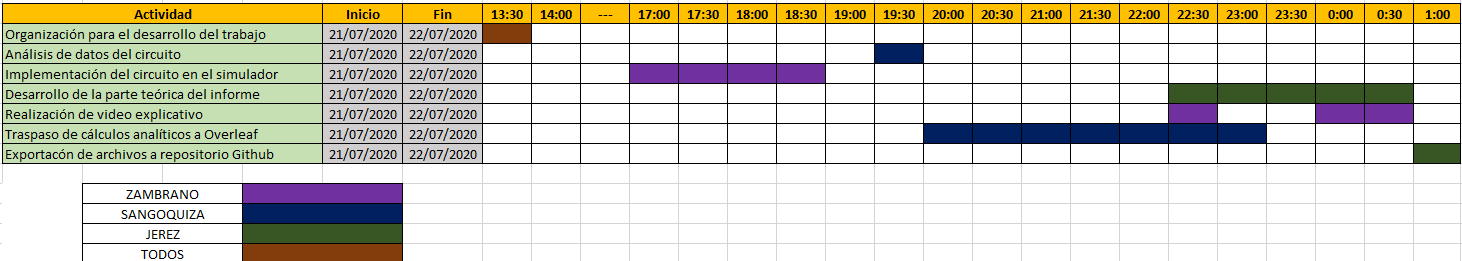 Actividad Inicio Fin 13:30 14:00 --- 17:00 17:30 18:00 18:30 19:00 19:30 20:00 20:30 21:00 21:30 22:00 22:30 23:00 23:30 0:00 0:30 1:00
Organización para el desarrollo del trabajo 21/07/2020 22/07/2020
Análisis de datos del circuito 21/07/2020 22/07/2020
Implementación del circuito en el simulador 21/07/2020 22/07/2020
Desarrollo de la parte teórica del informe 21/07/2020 22/07/2020
Realización de video explicativo 21/07/2020 22/07/2020
Traspaso de cálculos analíticos a Overleaf 21/07/2020 22/07/2020
Exportacón de archivos a repositorio Github 21/07/2020 22/07/2020
ZAMBRANO
SANGOQUIZA
JEREZ
TODOS